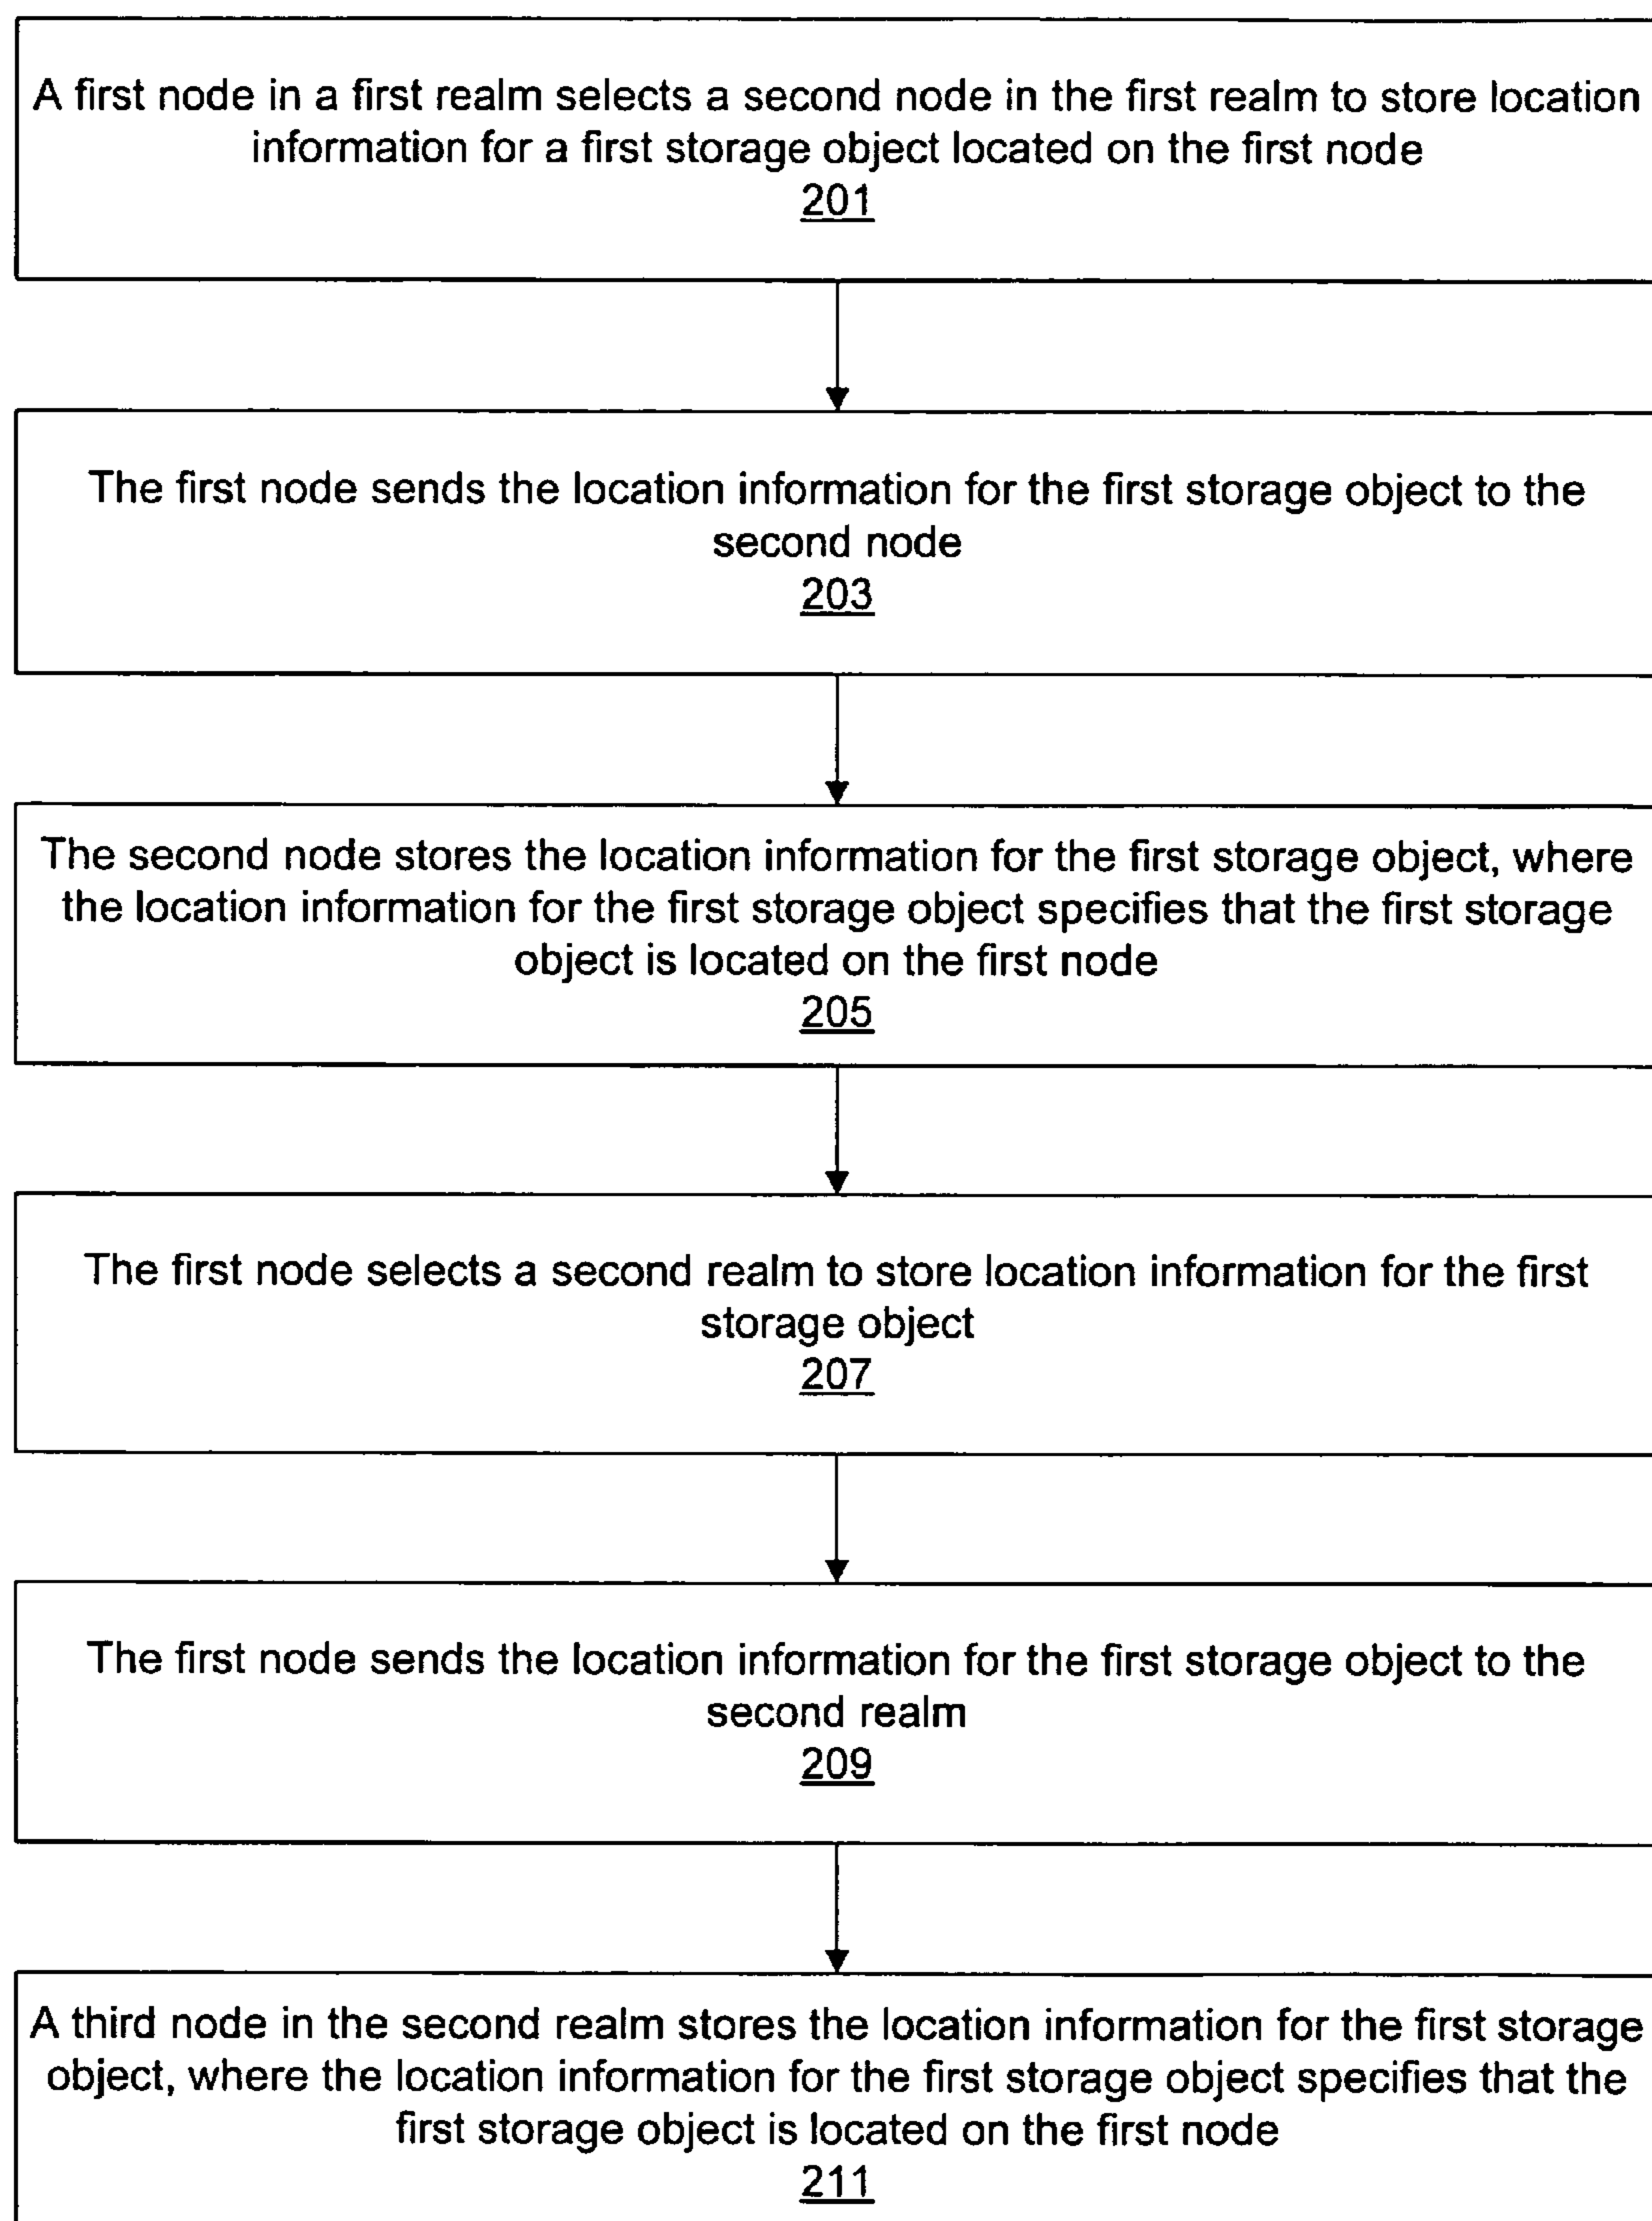 A first node in a first realm selects a second node in the first realm to store location
information for a first storage object located on the first node
201
The first node sends the location information for the first storage object to the
second node
203
The second node stores the location information for the first storage object, where
the location information for the first storage object specifies that the first storage
object is located on the first node
205
The first node selects a second realm to store location information for the first
storage object
207
The first node sends the location information for the first storage object to the
second realm
209
A third node in the second realm stores the location information for the first storage
object, where the location information for the first storage object specifies that the
first storage object is located on the first node
211